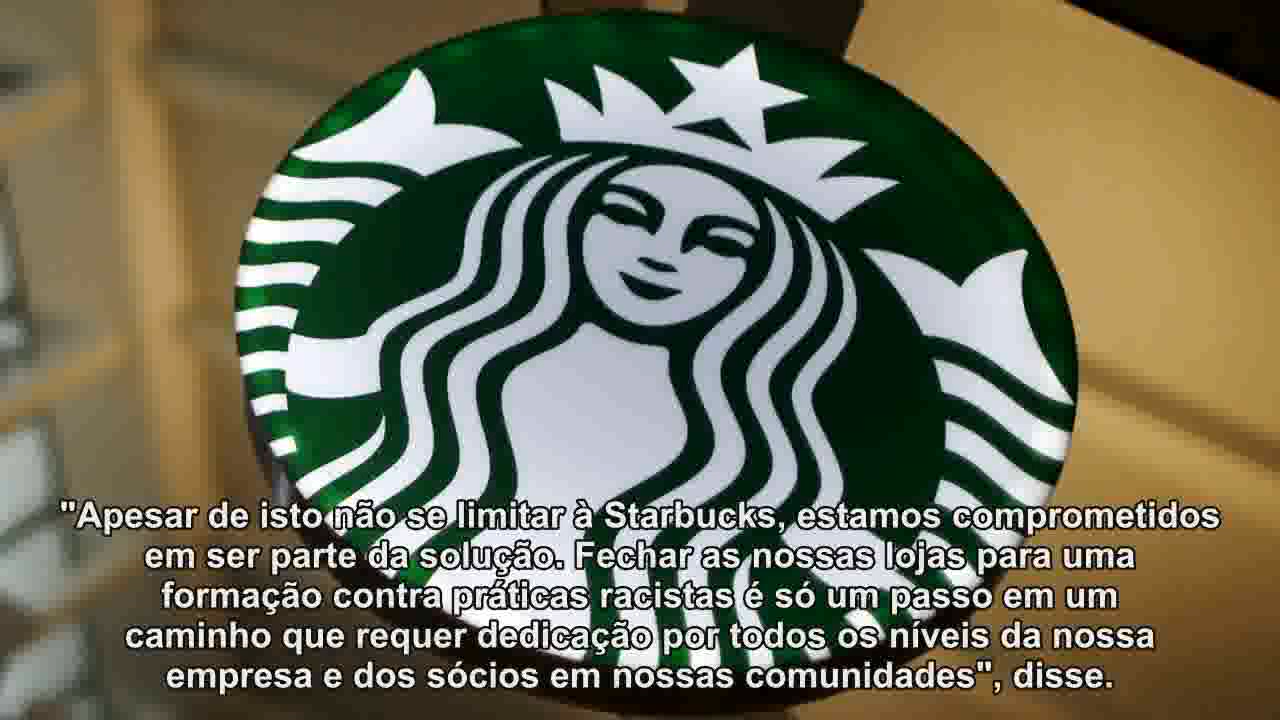 "Apesar de isto não se limitar à Starbucks, estamos comprometidos
em ser parte da solução. Fechar as nossas lojas para uma
formação contra práticas racistas é só um passo em um
caminho que requer dedicação por todos os níveis da nossa
empresa e dos sócios em nossas comunidades", disse.